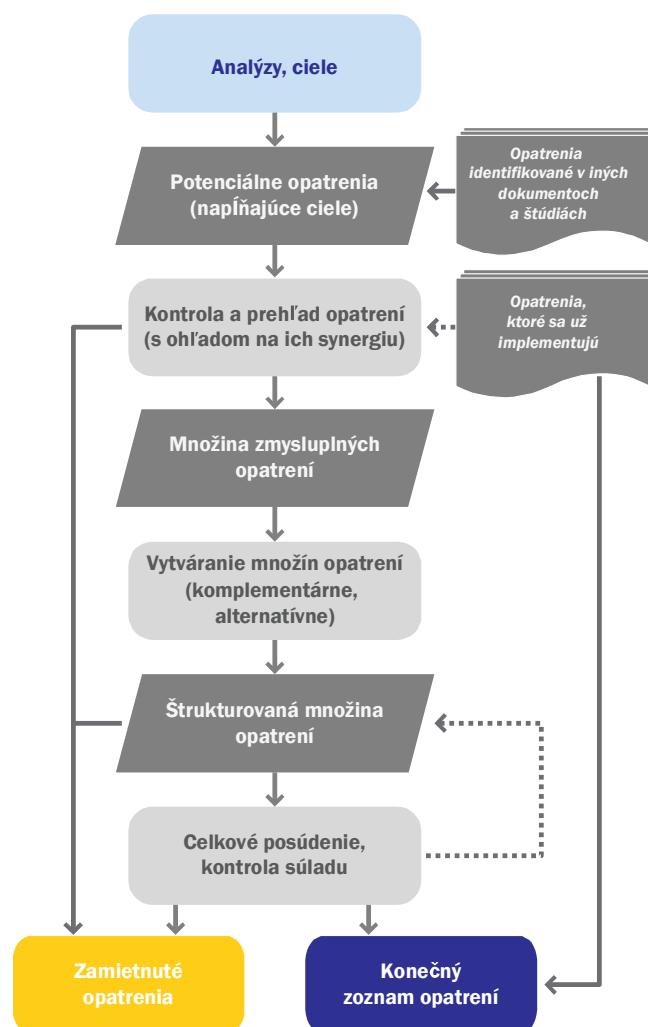 Analýzy, ciele
Potenciálne opatrenia
(napĺňajúce ciele)
Opatrenia
identifikované v iných
dokumentoch
a štúdiách
Kontrola a prehľad opatrení
(s ohľadom na ich synergiu)
Opatrenia,
ktoré sa už
implementujú
Množina zmysluplných
opatrení
Vytváranie množín opatrení
(komplementárne,
alternatívne)
Štrukturovaná množina
opatrení
Celkové posúdenie,
kontrola súladu
Zamietnuté
opatrenia
Konečný
zoznam opatrení